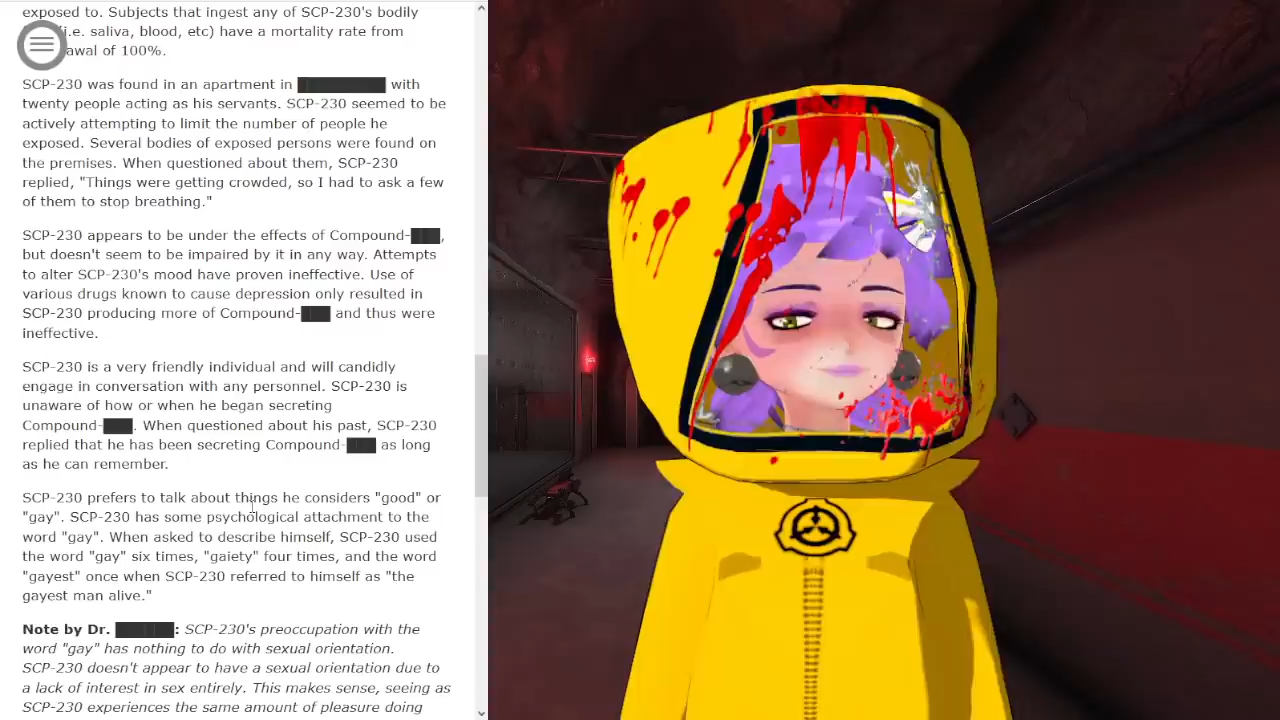 exposed to. Subjects that ingest any of SCP-230's bodily
(i.e. saliva, blood, etc) have a mortality rate from
awal of 100%.
SCP-230 was found in an apartment in ████████ with
twenty people acting as his servants. SCP-230 seemed to be
actively attempting to limit the number of people he
exposed. Several bodies of exposed persons were found on
the premises. When questioned about them, SCP-230
replied, "Things were getting crowded, so I had to ask a few
of them to stop breathing."
SCP-230 appears to be under the effects of Compound-███,
but doesn't seem to be impaired by it in any way. Attempts
to alter SCP-230's mood have proven ineffective. Use of
various drugs known to cause depression only resulted in
SCP-230 producing more of Compound-███ and thus were
ineffective.
SCP-230 is a very friendly individual and will candidly
engage in conversation with any personnel. SCP-230 is
unaware of how or when he began secreting
Compound-███. When questioned about his past, SCP-230
replied that he has been secreting Compound-███ as long
as he can remember.
SCP-230 prefers to talk about things he considers "good" or
"gay". SCP-230 has some psychological attachment to the
word "gay". When asked to describe himself, SCP-230 used
the word "gay" six times, "gaiety" four times, and the word
"gayest" once when SCP-230 referred to himself as "the
gayest man alive."
Note by Dr. ██████: SCP-230's preoccupation with the
word "gay" has nothing to do with sexual orientation.
SCP-230 doesn't appear to have a sexual orientation due to
a lack of interest in sex entirely. This makes sense, seeing as
SCP-230 experiences the same amount of pleasure doing